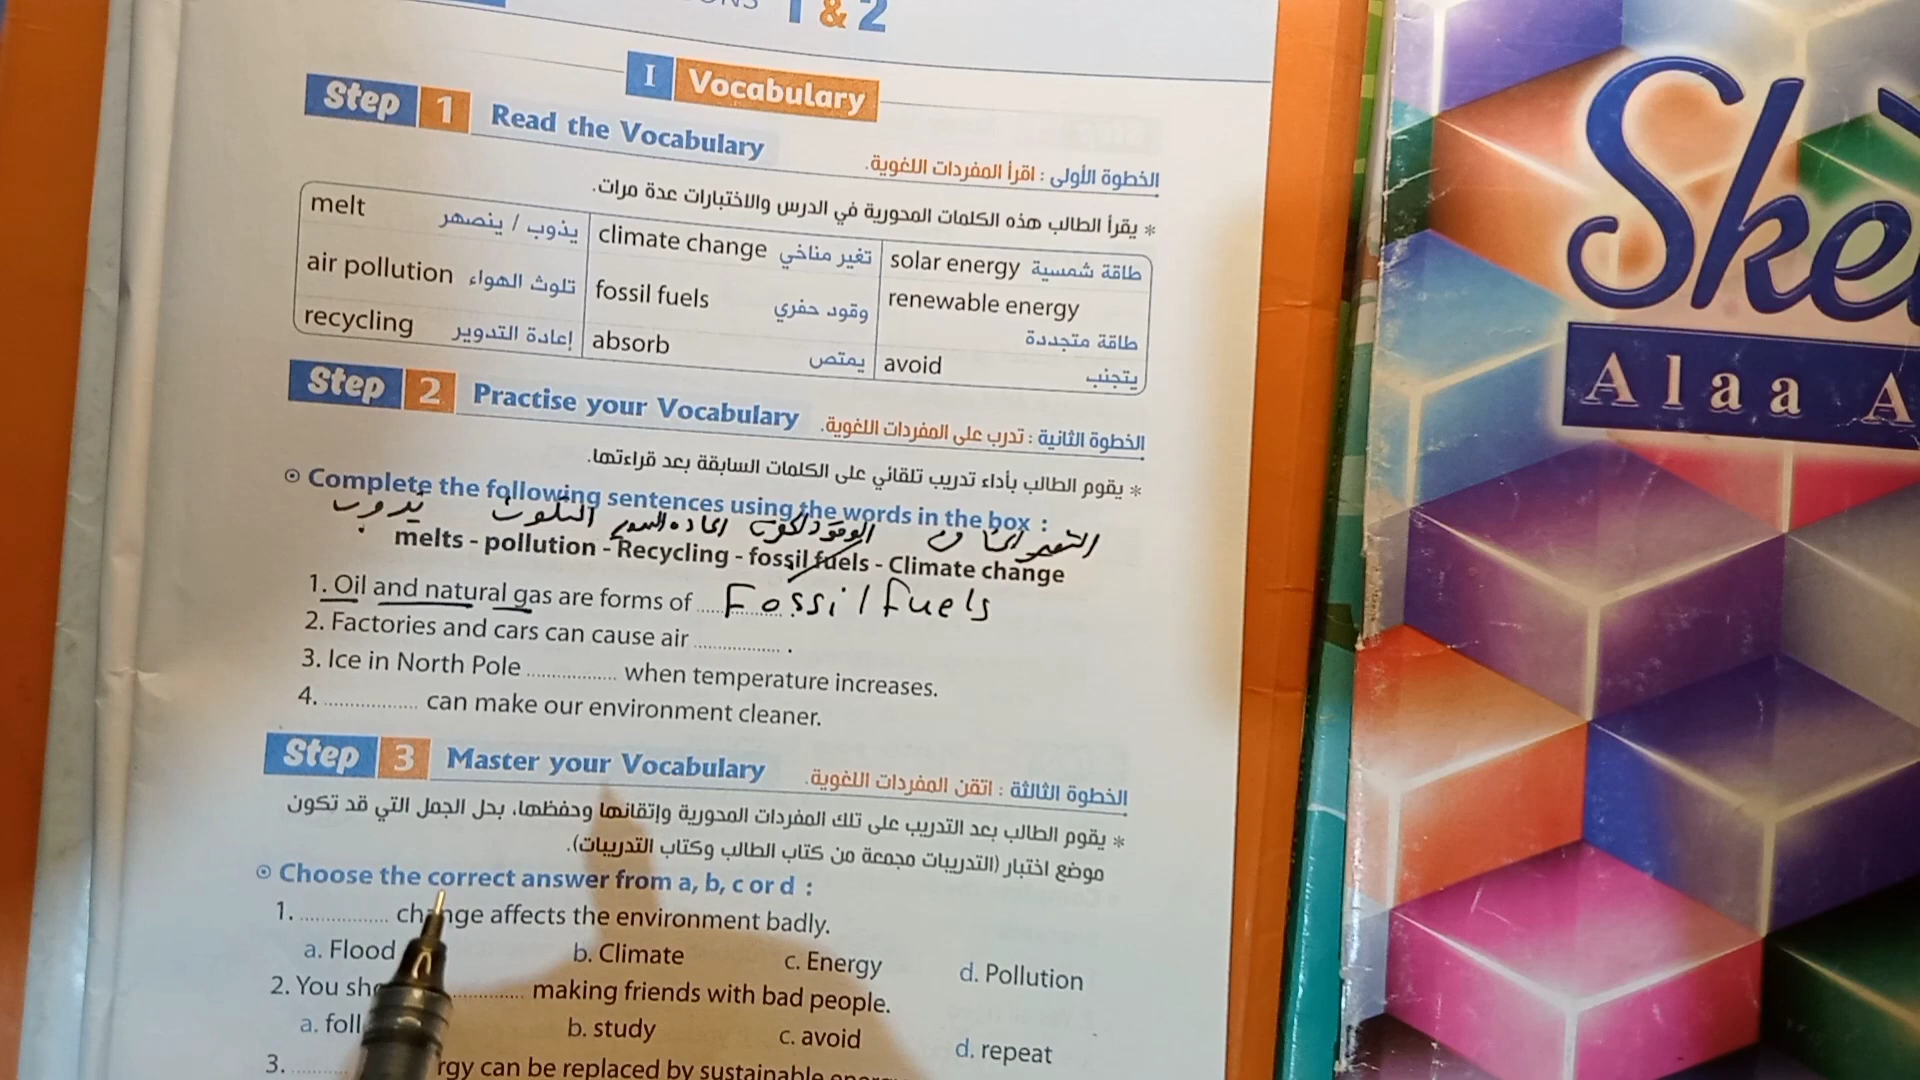 1 & 2
I Vocabulary
Step 1 Read the Vocabulary
الخطوة الأولى : اقرأ المفردات اللغوية.
* يقرأ الطالب هذه الكلمات المحورية في الدرس والاختبارات عدة مرات.
melt يذوب / ينصهر climate change تغير مناخي solar energy طاقة شمسية
air pollution تلوث الهواء fossil fuels وقود حفري renewable energy طاقة متجددة
recycling إعادة التدوير absorb يمتص avoid يتجنب
Step 2 Practise your Vocabulary الخطوة الثانية : تدرب على المفردات اللغوية.
* يقوم الطالب بأداء تدريب تلقائي على الكلمات السابقة بعد قراءتها.
Complete the following sentences using the words in the box :
يذوب التلوث
melts - pollution - Recycling - fossil fuels - Climate change
1. Oil and natural gas are forms of Fossil fuels
2. Factories and cars can cause air .................. .
3. Ice in North Pole .................. when temperature increases.
4. .................. can make our environment cleaner.
Step 3 Master your Vocabulary الخطوة الثالثة : اتقن المفردات اللغوية.
* يقوم الطالب بعد التدريب على تلك المفردات المحورية وإتقانها وحفظها، بحل الجمل التي قد تكون
موضع اختبار (التدريبات مجمعة من كتاب الطالب وكتاب التدريبات).
Choose the correct answer from a, b, c or d :
1. .................. change affects the environment badly.
a. Flood b. Climate c. Energy d. Pollution
2. You .................. making friends with bad people.
a. b. study c. avoid d. repeat
3. .......... can be replaced by sustainable
Alaa A